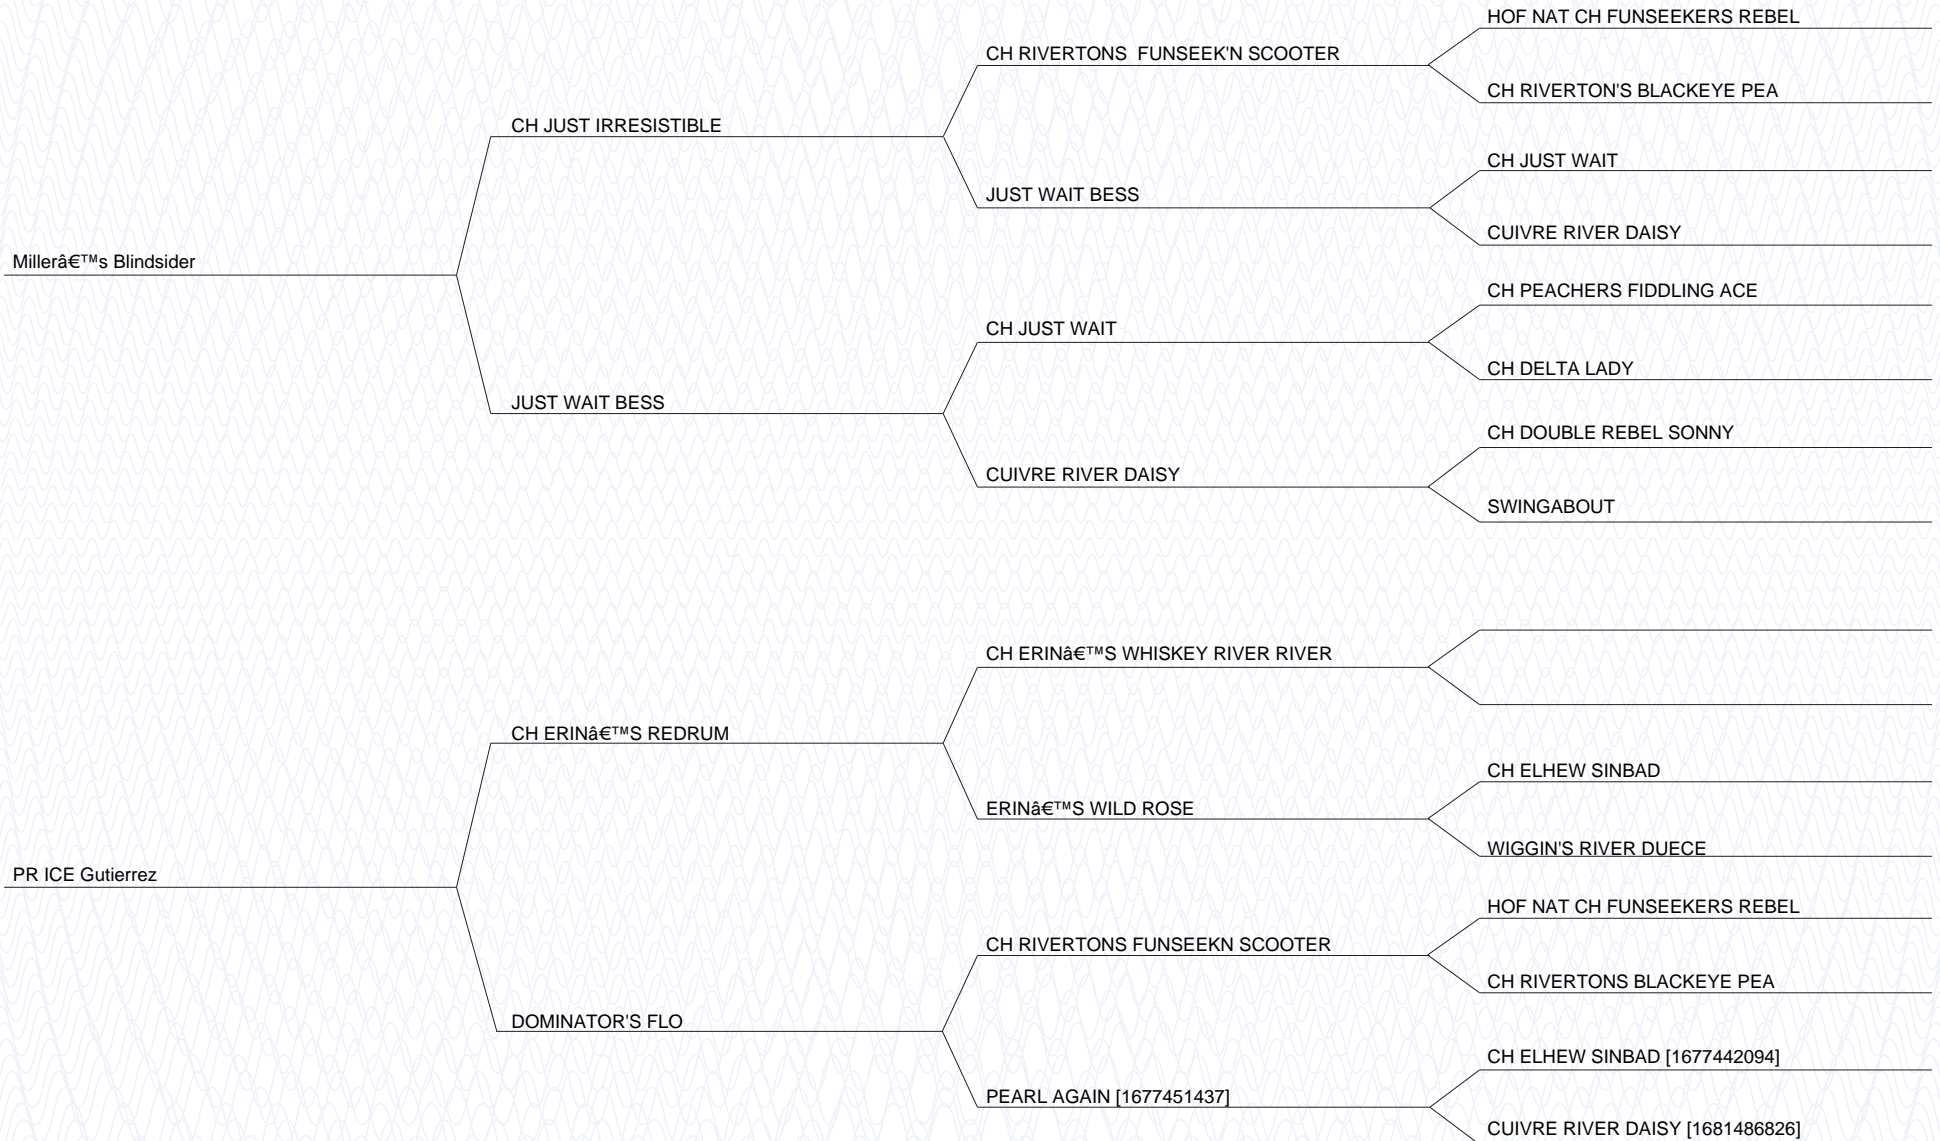 HOF NAT CH FUNSEEKERS REBEL
CH RIVERTONS  FUNSEEK'N SCOOTER
CH RIVERTON'S BLACKEYE PEA
CH JUST IRRESISTIBLE
CH JUST WAIT
JUST WAIT BESS
CUIVRE RIVER DAISY
Millerâ€™s Blindsider
CH PEACHERS FIDDLING ACE
CH JUST WAIT
CH DELTA LADY
JUST WAIT BESS
CH DOUBLE REBEL SONNY
CUIVRE RIVER DAISY
SWINGABOUT
CH ERINâ€™S WHISKEY RIVER RIVER
CH ERINâ€™S REDRUM
CH ELHEW SINBAD
ERINâ€™S WILD ROSE
WIGGIN'S RIVER DUECE
PR ICE Gutierrez
HOF NAT CH FUNSEEKERS REBEL
CH RIVERTONS FUNSEEKN SCOOTER
CH RIVERTONS BLACKEYE PEA
DOMINATOR'S FLO
CH ELHEW SINBAD [1677442094]
PEARL AGAIN [1677451437]
CUIVRE RIVER DAISY [1681486826]